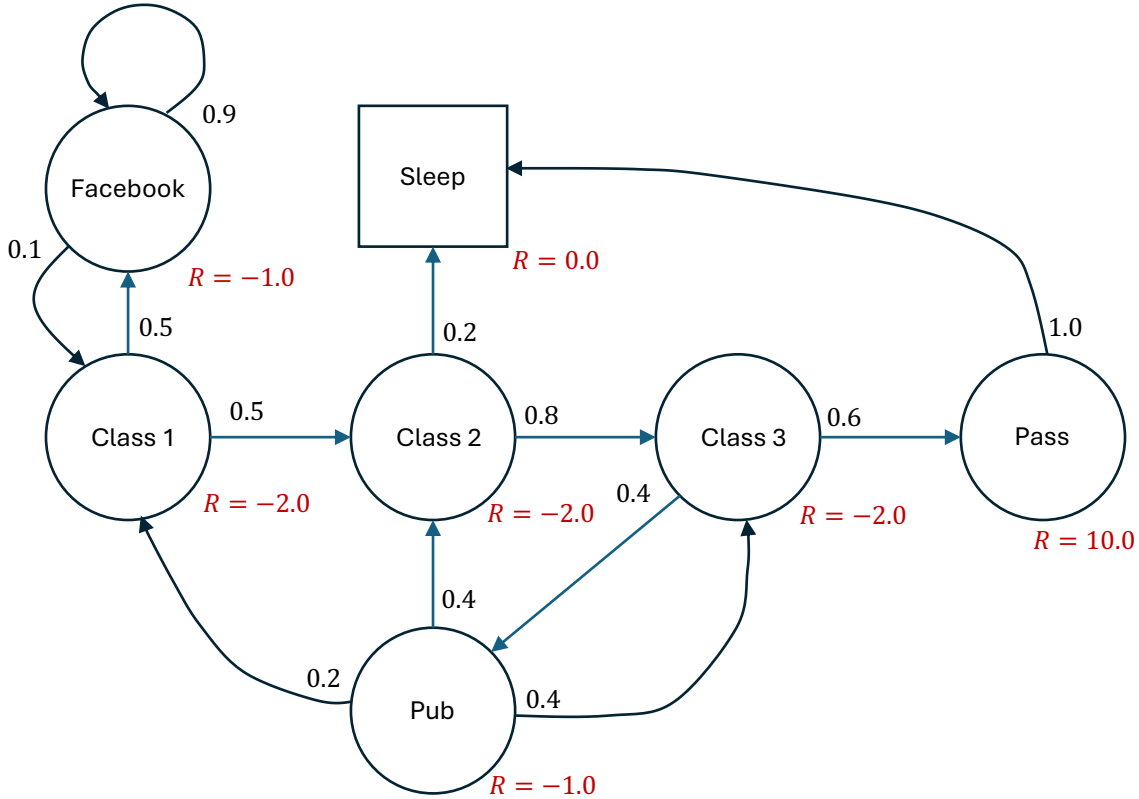 0.9
Facebook
Sleep
0.1
R = −1.0
R = 0.0
0.5
0.2
1.0
0.5
0.8
0.6
Class 1
Class 2
Class 3
Pass
R = −2.0
R = −2.0
0.4
R = −2.0
R = 10.0
0.4
0.2
0.4
Pub
R = −1.0